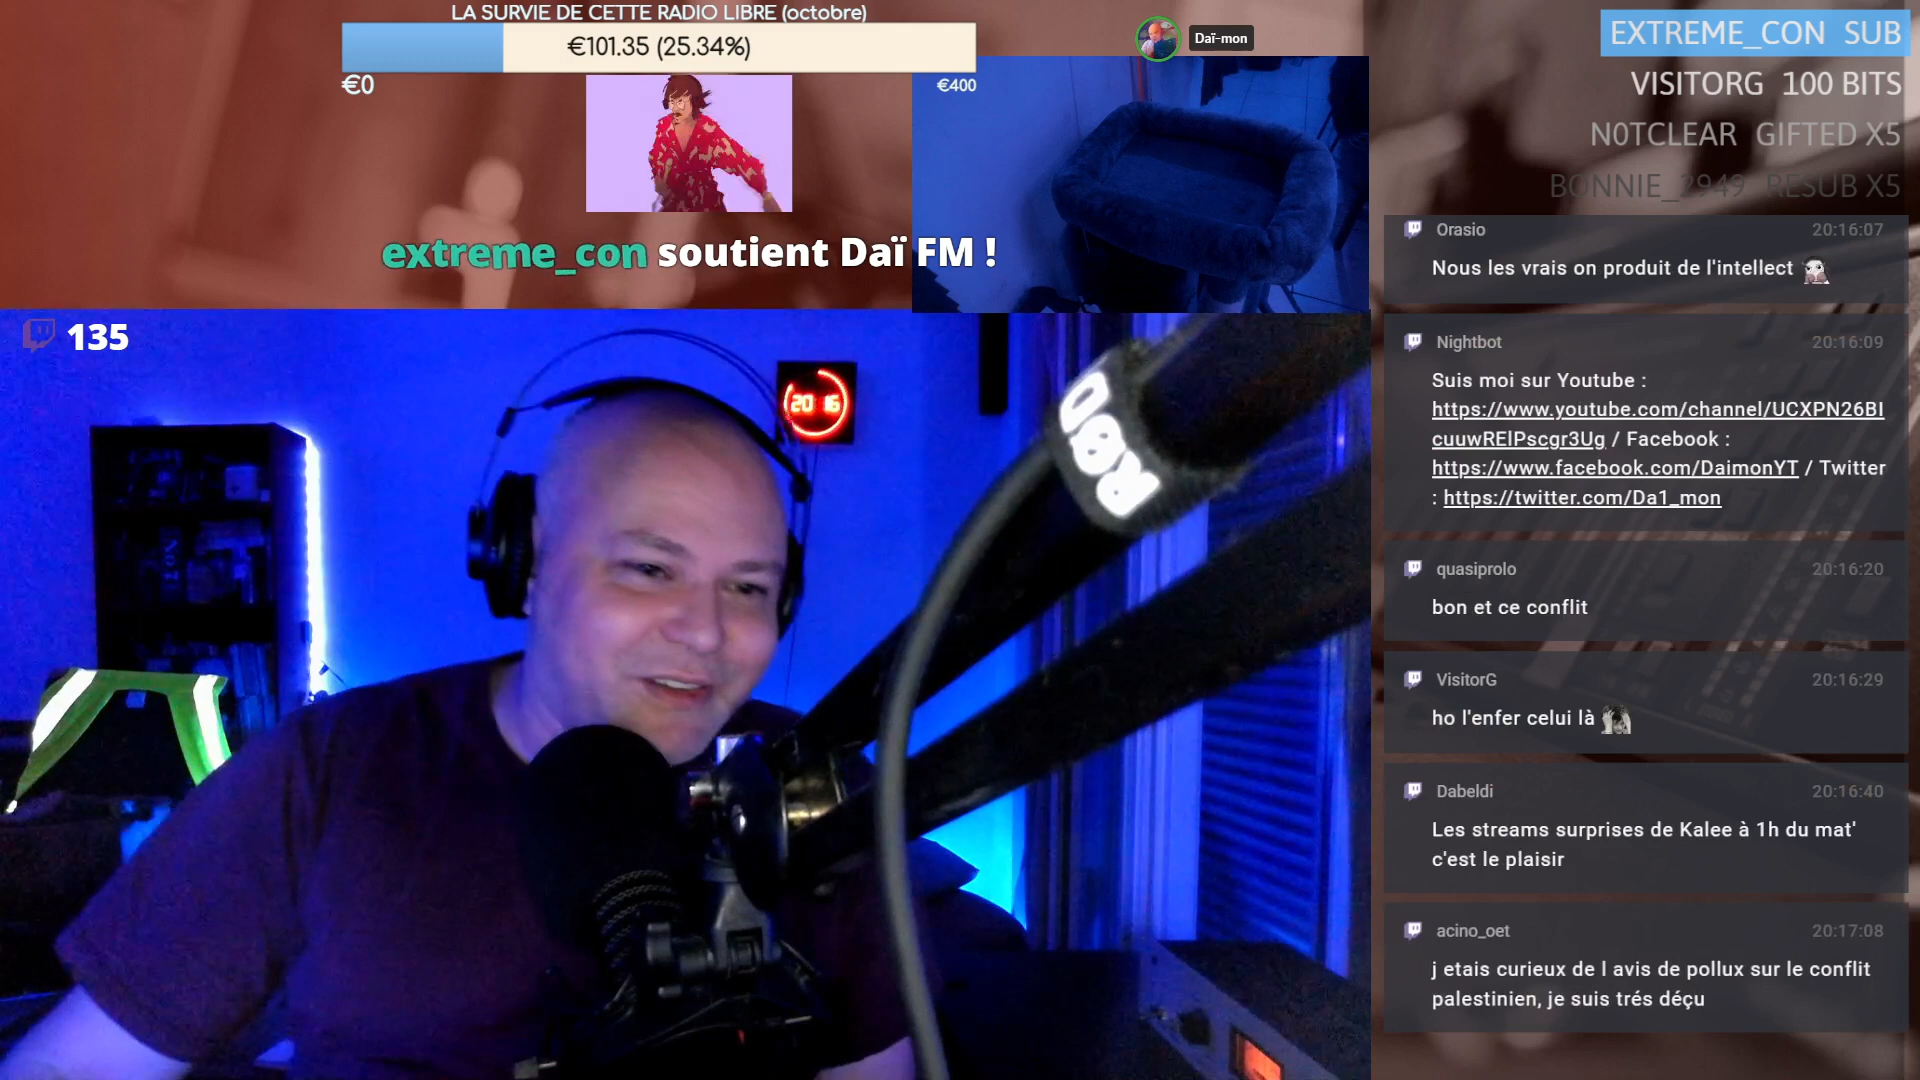 LA SURVIE DE CETTE RADIO LIBRE (octobre)
€101.35 (25.34%)
€0
€400
Daï-mon
extreme_con soutient Daï FM !
135
20 16
EXTREME_CON SUB
VISITORG 100 BITS
N0TCLEAR GIFTED X5
BONNIE_2949 RESUB X5
Orasio 20:16:07
Nous les vrais on produit de l'intellect
Nightbot 20:16:09
Suis moi sur Youtube :
https://www.youtube.com/channel/UCXPN26BI
cuuwRElPscgr3Ug / Facebook :
https://www.facebook.com/DaimonYT / Twitter
: https://twitter.com/Da1_mon
quasiprolo 20:16:20
bon et ce conflit
VisitorG 20:16:29
ho l'enfer celui là
Dabeldi 20:16:40
Les streams surprises de Kalee à 1h du mat'
c'est le plaisir
acino_oet 20:17:08
j etais curieux de l avis de pollux sur le conflit
palestinien, je suis trés déçu